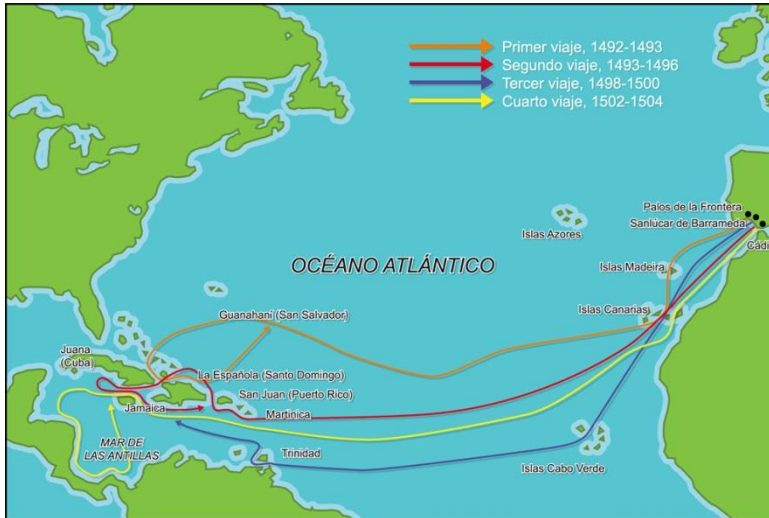 Primer viaje, 1492-1493
Segundo viaje, 1493-1496
Tercer viaje, 1498-1500
Cuarto viaje, 1502-1504
Palos de la Frontera
Sanlúcar de Barrameda
Cádi
Islas Azores
Islas Madeira
OCÉANO ATLÁNTICO
Islas Canarias
Guanahaní (San Salvador)
Juana
(Cuba)
La Española (Santo Domingo)
San Juan (Puerto Rico)
Jamaica
Martinica
MAR DE
LAS ANTILLAS
Trinidad
Islas Cabo Verde